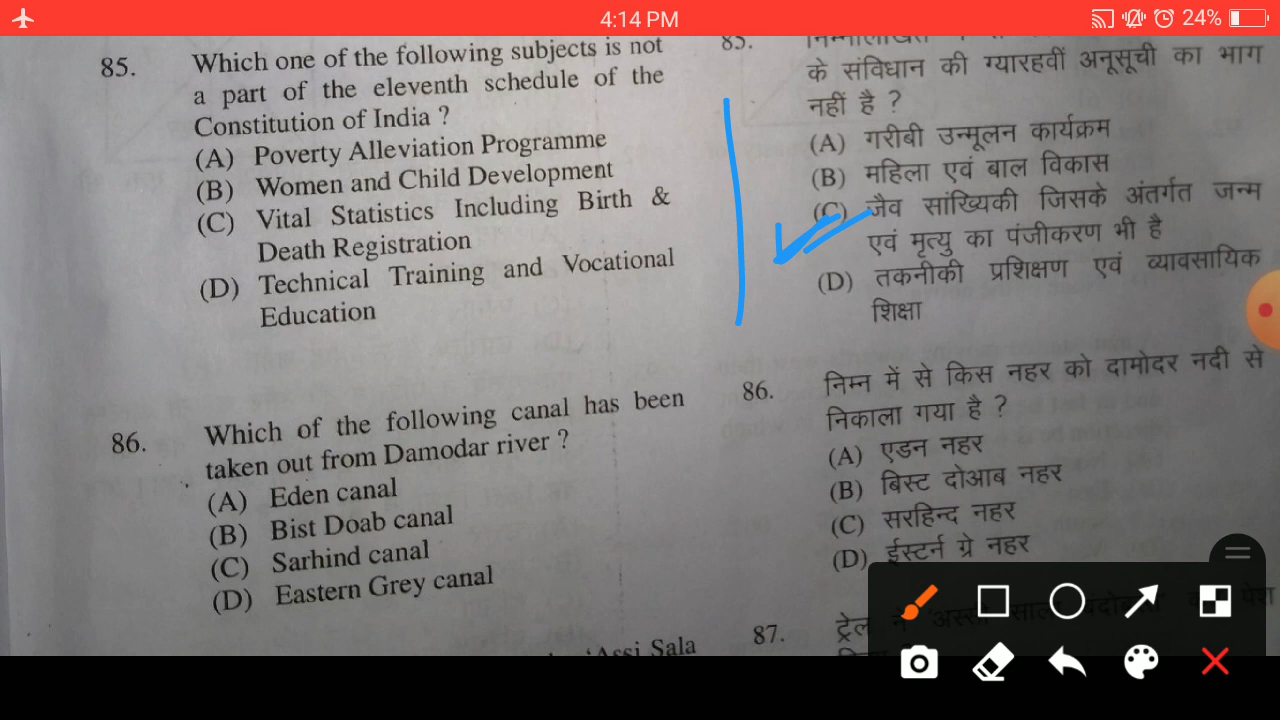 4:14 PM
24%
85. Which one of the following subjects is not
a part of the eleventh schedule of the
Constitution of India ?
(A) Poverty Alleviation Programme
(B) Women and Child Development
(C) Vital Statistics Including Birth &
Death Registration
(D) Technical Training and Vocational
Education
86. Which of the following canal has been
taken out from Damodar river ?
(A) Eden canal
(B) Bist Doab canal
(C) Sarhind canal
(D) Eastern Grey canal
'Assi Sala
85.
के संविधान की ग्यारहवीं अनूसूची का भाग
नहीं है ?
(A) गरीबी उन्मूलन कार्यक्रम
(B) महिला एवं बाल विकास
(C) जैव सांख्यिकी जिसके अंतर्गत जन्म
एवं मृत्यु का पंजीकरण भी है
(D) तकनीकी प्रशिक्षण एवं व्यावसायिक
शिक्षा
86. निम्न में से किस नहर को दामोदर नदी से
निकाला गया है ?
(A) एडन नहर
(B) बिस्ट दोआब नहर
(C) सरहिन्द नहर
(D) ईस्टर्न ग्रे नहर
87. ट्रेल ने